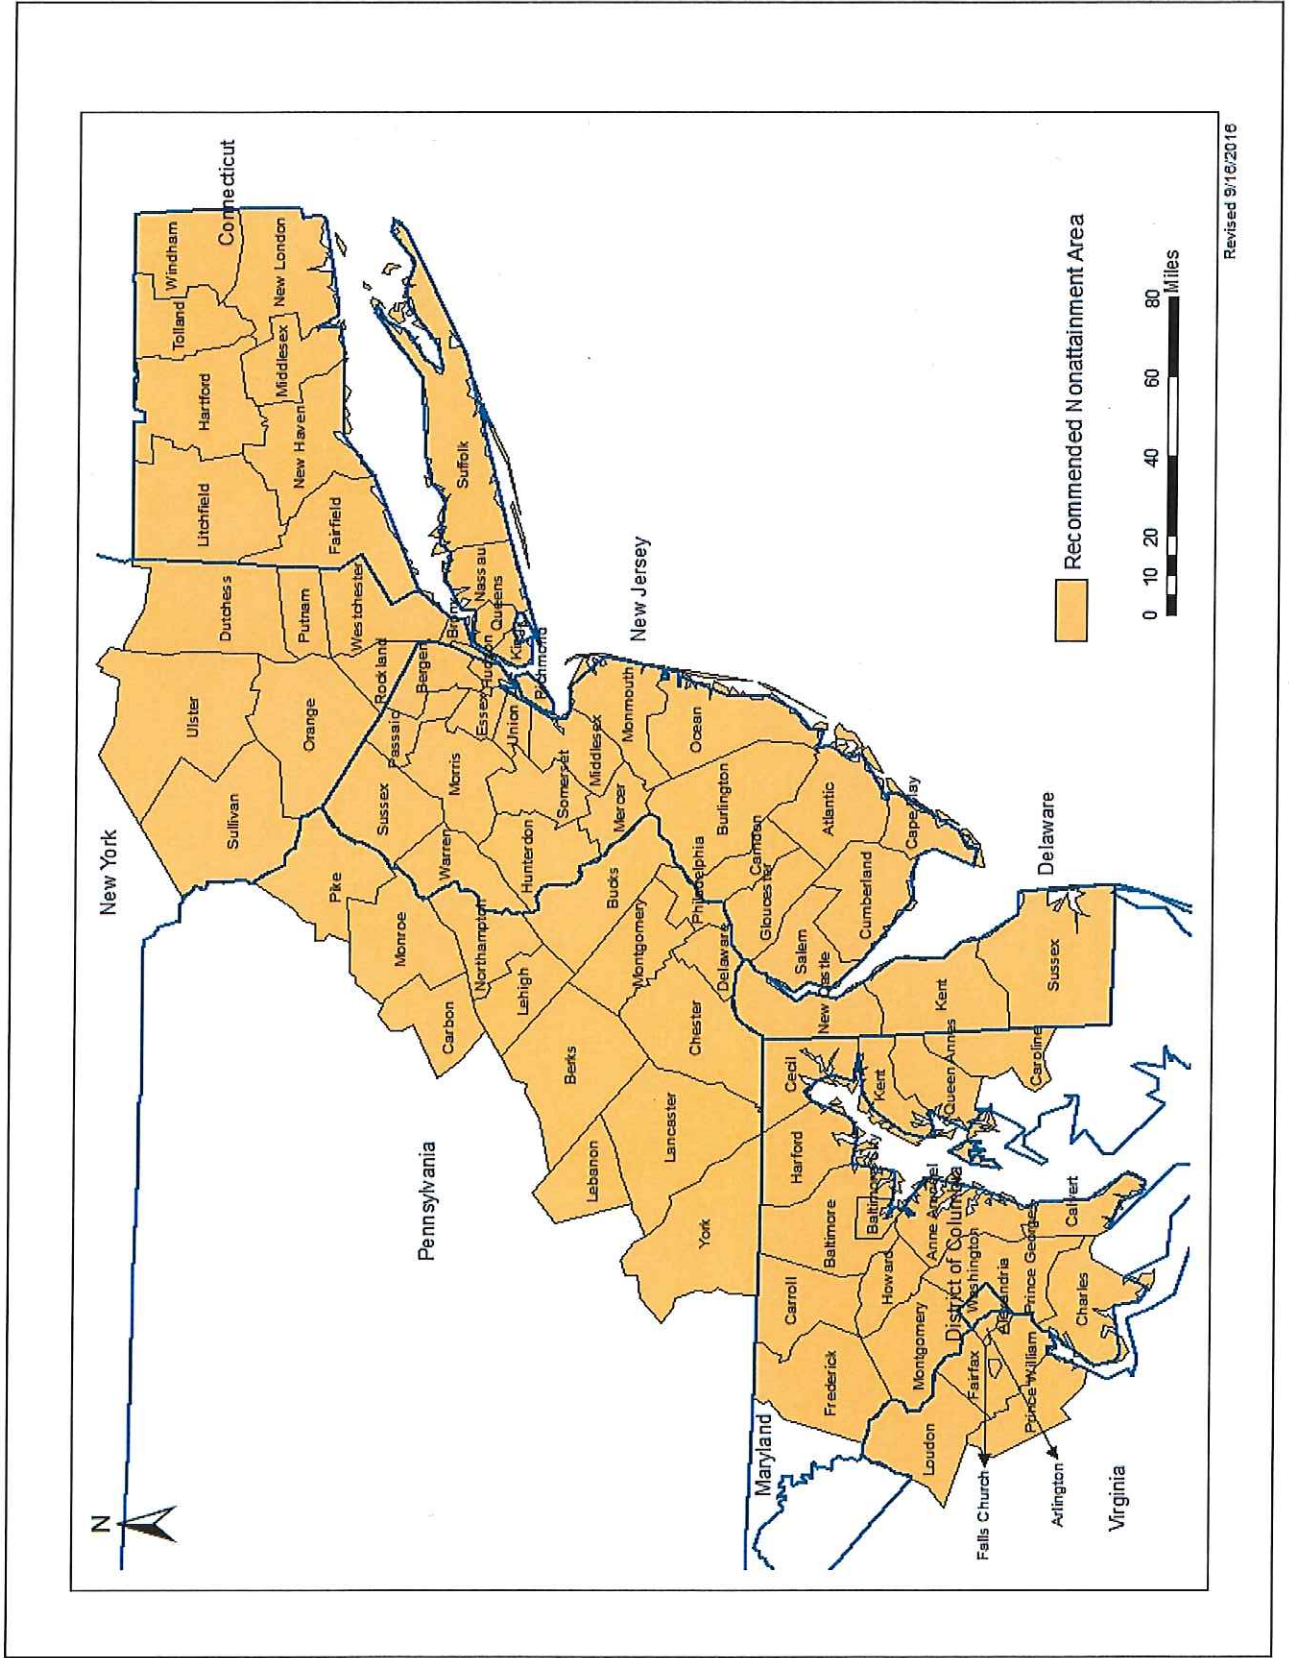 N
New York
Connecticut
Ulster
Sullivan
Dutchess
Litchfield
Hartford
Tolland
Windham
Orange
Putnam
New Haven
Middlesex
New London
Pike
Sussex
Passaic
Rockland
Westchester
Fairfield
Monroe
Warren
Morris
Bergen
Carbon
Northampton
Essex
Hudson
Nassau
Suffolk
Lehigh
Hunterdon
Union
Queens
Richmond
Pennsylvania
Berks
Bucks
Somerset
Middlesex
Mercer
Monmouth
New Jersey
Lebanon
Lancaster
Montgomery
Philadelphia
Burlington
Ocean
York
Chester
Delaware
Camden
Gloucester
Maryland
Frederick
Carroll
Baltimore
Harford
Cecil
New Castle
Salem
Cumberland
Atlantic
Cape May
Howard
Baltimore City
Kent
Loudon
Montgomery
District of Columbia
Washington
Anne Arundel
Queen Annes
Kent
Falls Church
Fairfax
Alexandria
Prince William
Prince Georges
Caroline
Sussex
Delaware
Arlington
Charles
Calvert
Virginia
Recommended Nonattainment Area
0 10 20 40 60 80
Miles
Revised 9/16/2016